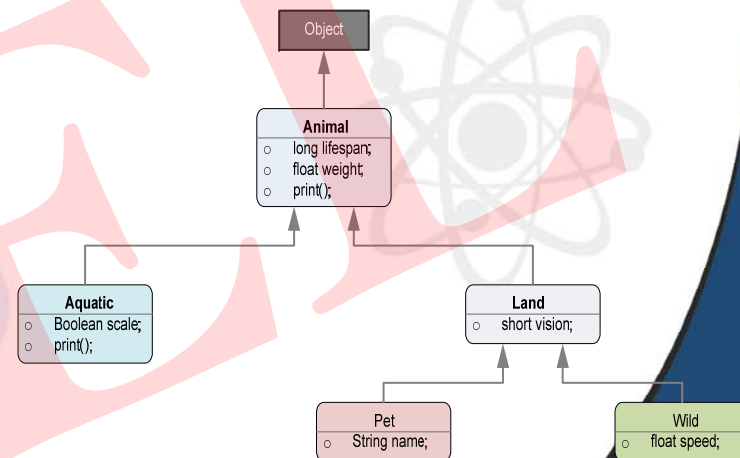 Object
Animal
long lifespan;
float weight;
print();
Aquatic
Boolean scale;
print();
Land
short vision;
Pet
String name;
Wild
float speed;